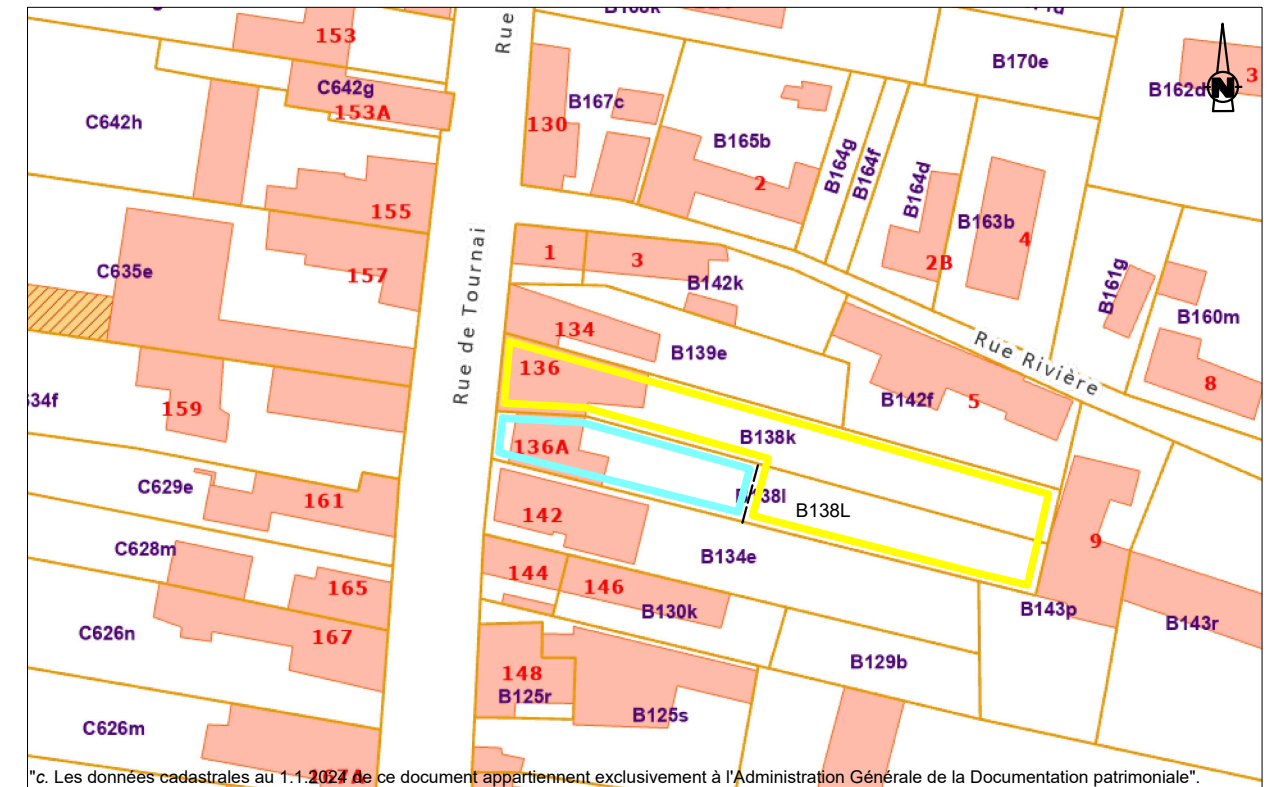 153
Rue
B170e
B162d
3
N
C642g
153A
C642h
B167c
130
B165b
2
B164g
B164f
B164d
B163b
4
2B
155
157
C635e
Rue de Tournai
1
3
B142k
B161g
B160m
8
Rue Rivière
134
B139e
136
B142f
5
159
34f
B138k
136A
B138L
C629e
161
142
B134e
9
C628m
165
144
146
B130k
B143p
B143r
C626n
167
B129b
148
B125r
B125s
C626m
"c. Les données cadastrales au 1.1.2024 de ce document appartiennent exclusivement à l'Administration Générale de la Documentation patrimoniale".